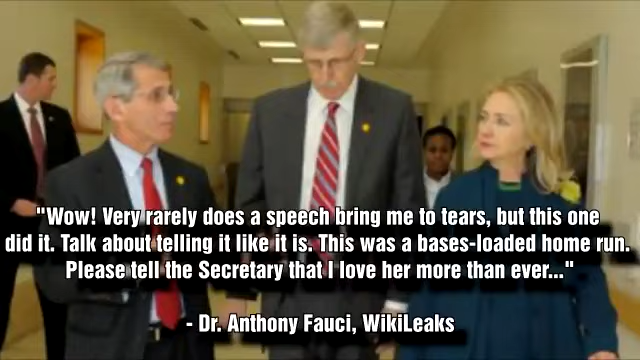 "Wow! Very rarely does a speech bring me to tears, but this one
did it. Talk about telling it like it is. This was a bases-loaded home run.
Please tell the Secretary that I love her more than ever..."
- Dr. Anthony Fauci, WikiLeaks